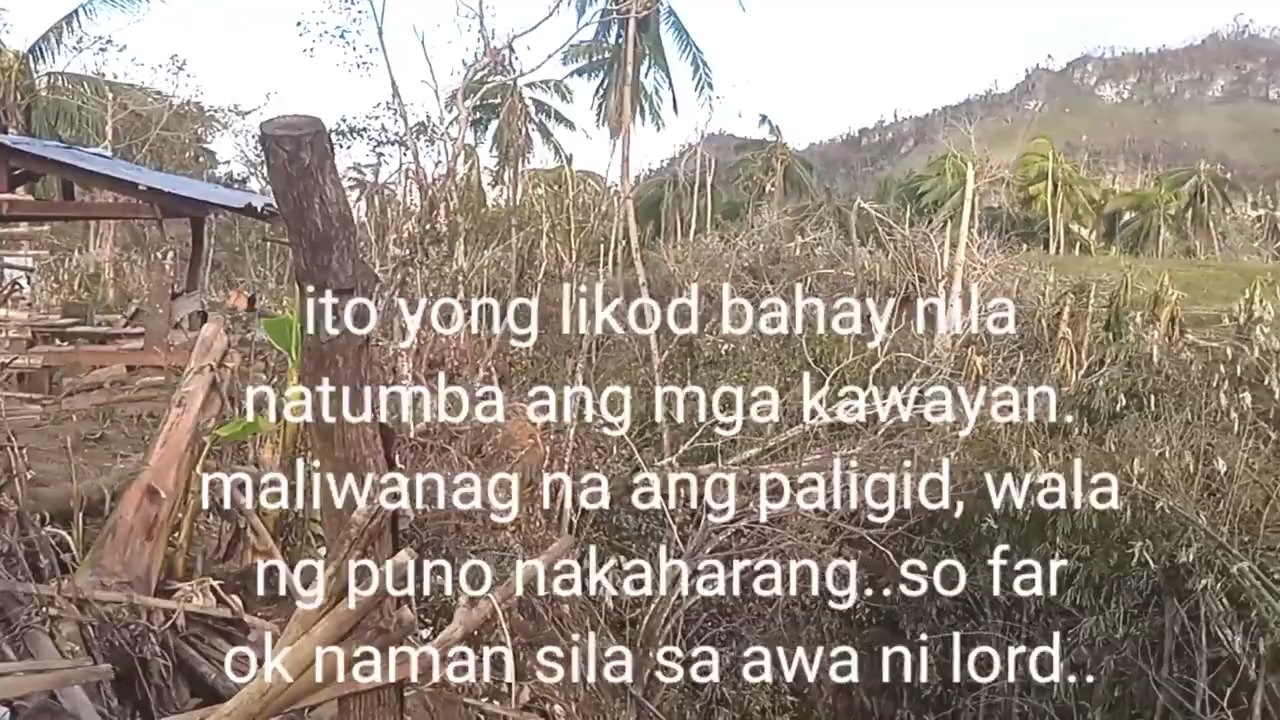 ito yong likod bahay nila
natumba ang mga kawayan.
maliwanag na ang paligid, wala
ng puno nakaharang..so far
ok naman sila sa awa ni lord..